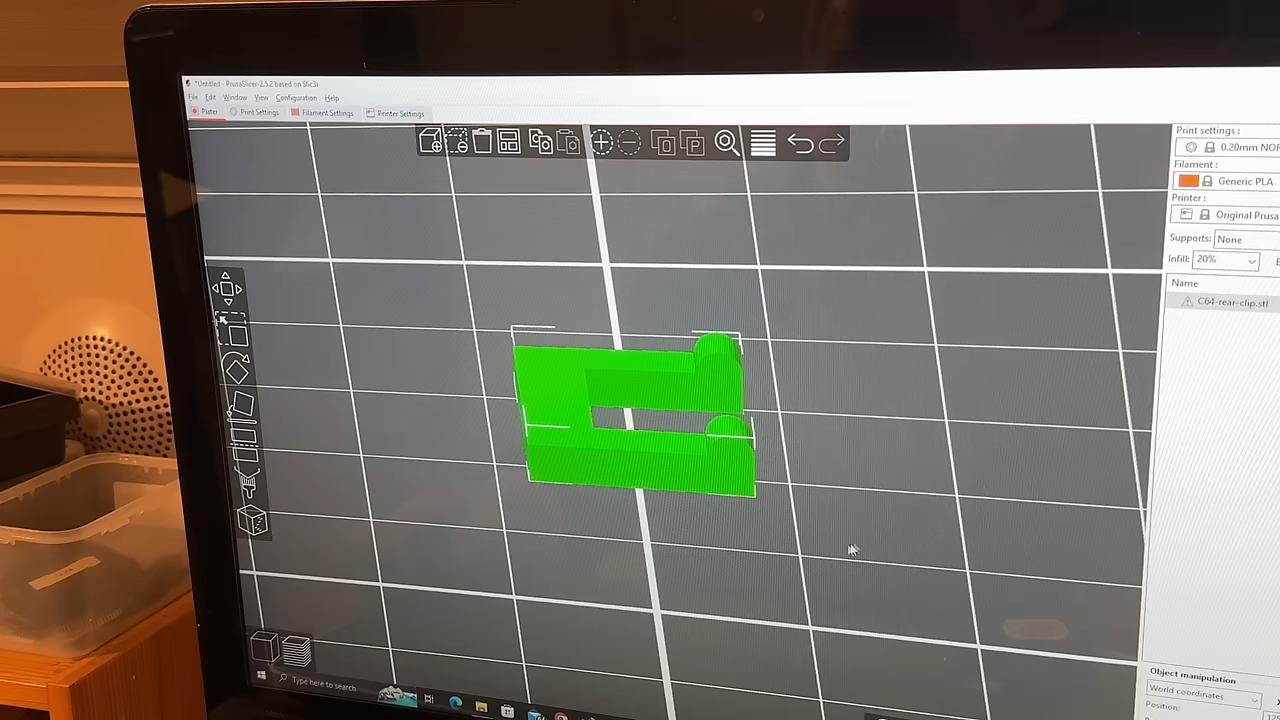 *Untitled - PrusaSlicer-2.5.2 based on Slic3r
File Edit Window View Configuration Help
Plater Print Settings Filament Settings Printer Settings
Print settings :
0.20mm NOR
Filament :
Generic PLA
Printer :
Original Prusa
Supports: None
Infill: 20%
Name
C64-rear-clip.stl
Object manipulation
World coordinates
Position:
Type here to search